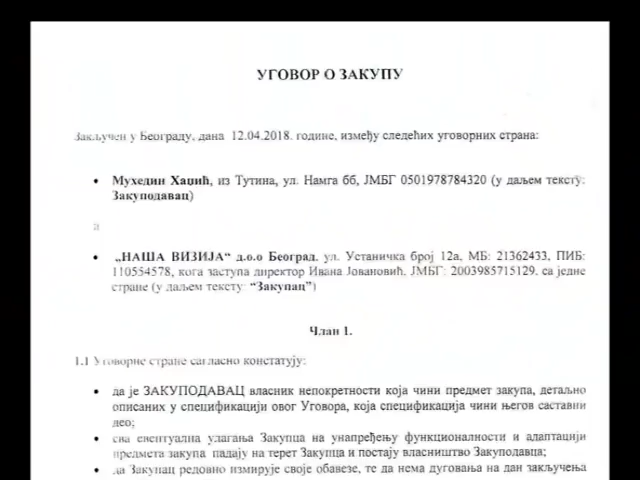 УГОВОР О ЗАКУПУ
Закључен у Београду, дана 12.04.2018. године, између следећих уговорних страна:
• Мухедин Хаџић, из Тутина, ул. Намга бб, ЈМБГ 0501978784320 (у даљем тексту: Закуподавац)
а
• „НАША ВИЗИЈА“ д.о.о Београд, ул. Устаничка број 12а, МБ: 21362433, ПИБ:
110554578, кога заступа директор Ивана Јовановић, ЈМБГ: 2003985715129, са једне
стране (у даљем тексту: “Закупац”)
Члан 1.
1.1 Уговорне стране сагласно констатују:
• да је ЗАКУПОДАВАЦ власник непокретности која чини предмет закупа, детаљно
описаних у спецификацији овог Уговора, која спецификација чини његов саставни
део;
• сва евентуална улагања Закупца на унапређењу функционалности и адаптацији
предмета закупа падају на терет Закупца и постају власништво Закуподавца;
• да Закупац редовно измирује своје обавезе, те да нема дуговања на дан закључења